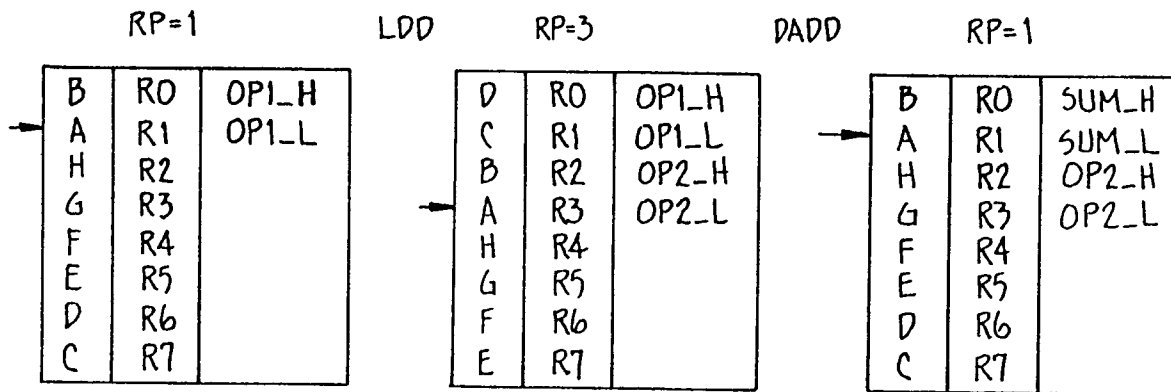 RP=1 LDD RP=3 DADD RP=1
B R0 OP1_H D R0 OP1_H B R0 SUM_H
A R1 OP1_L C R1 OP1_L A R1 SUM_L
H R2 B R2 OP2_H H R2 OP2_H
G R3 A R3 OP2_L G R3 OP2_L
F R4 H R4 F R4
E R5 G R5 E R5
D R6 F R6 D R6
C R7 E R7 C R7